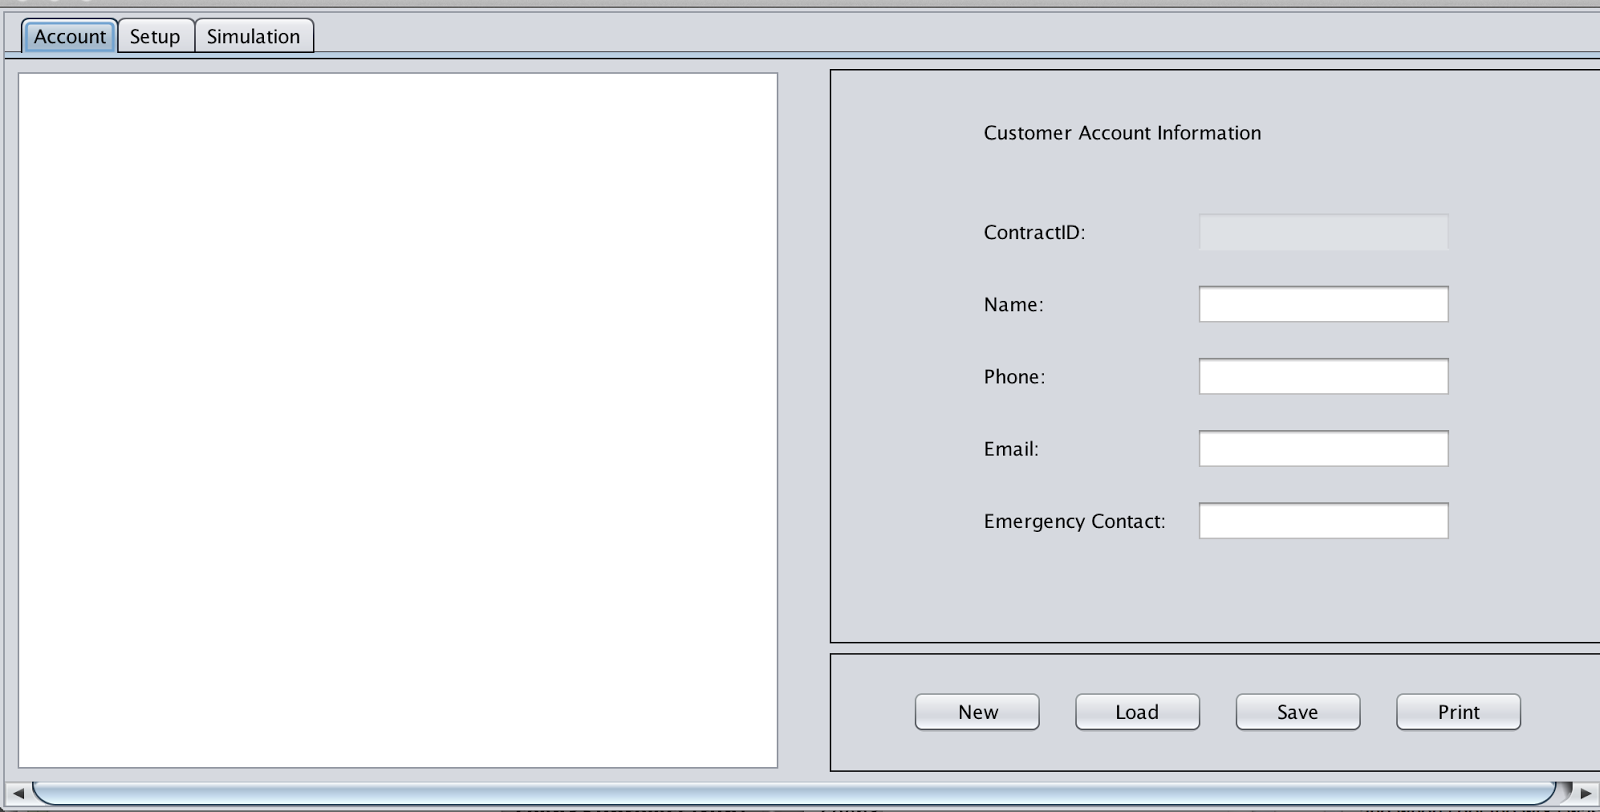 Account Setup Simulation
Customer Account Information
ContractID:
Name:
Phone:
Email:
Emergency Contact:
New Load Save Print